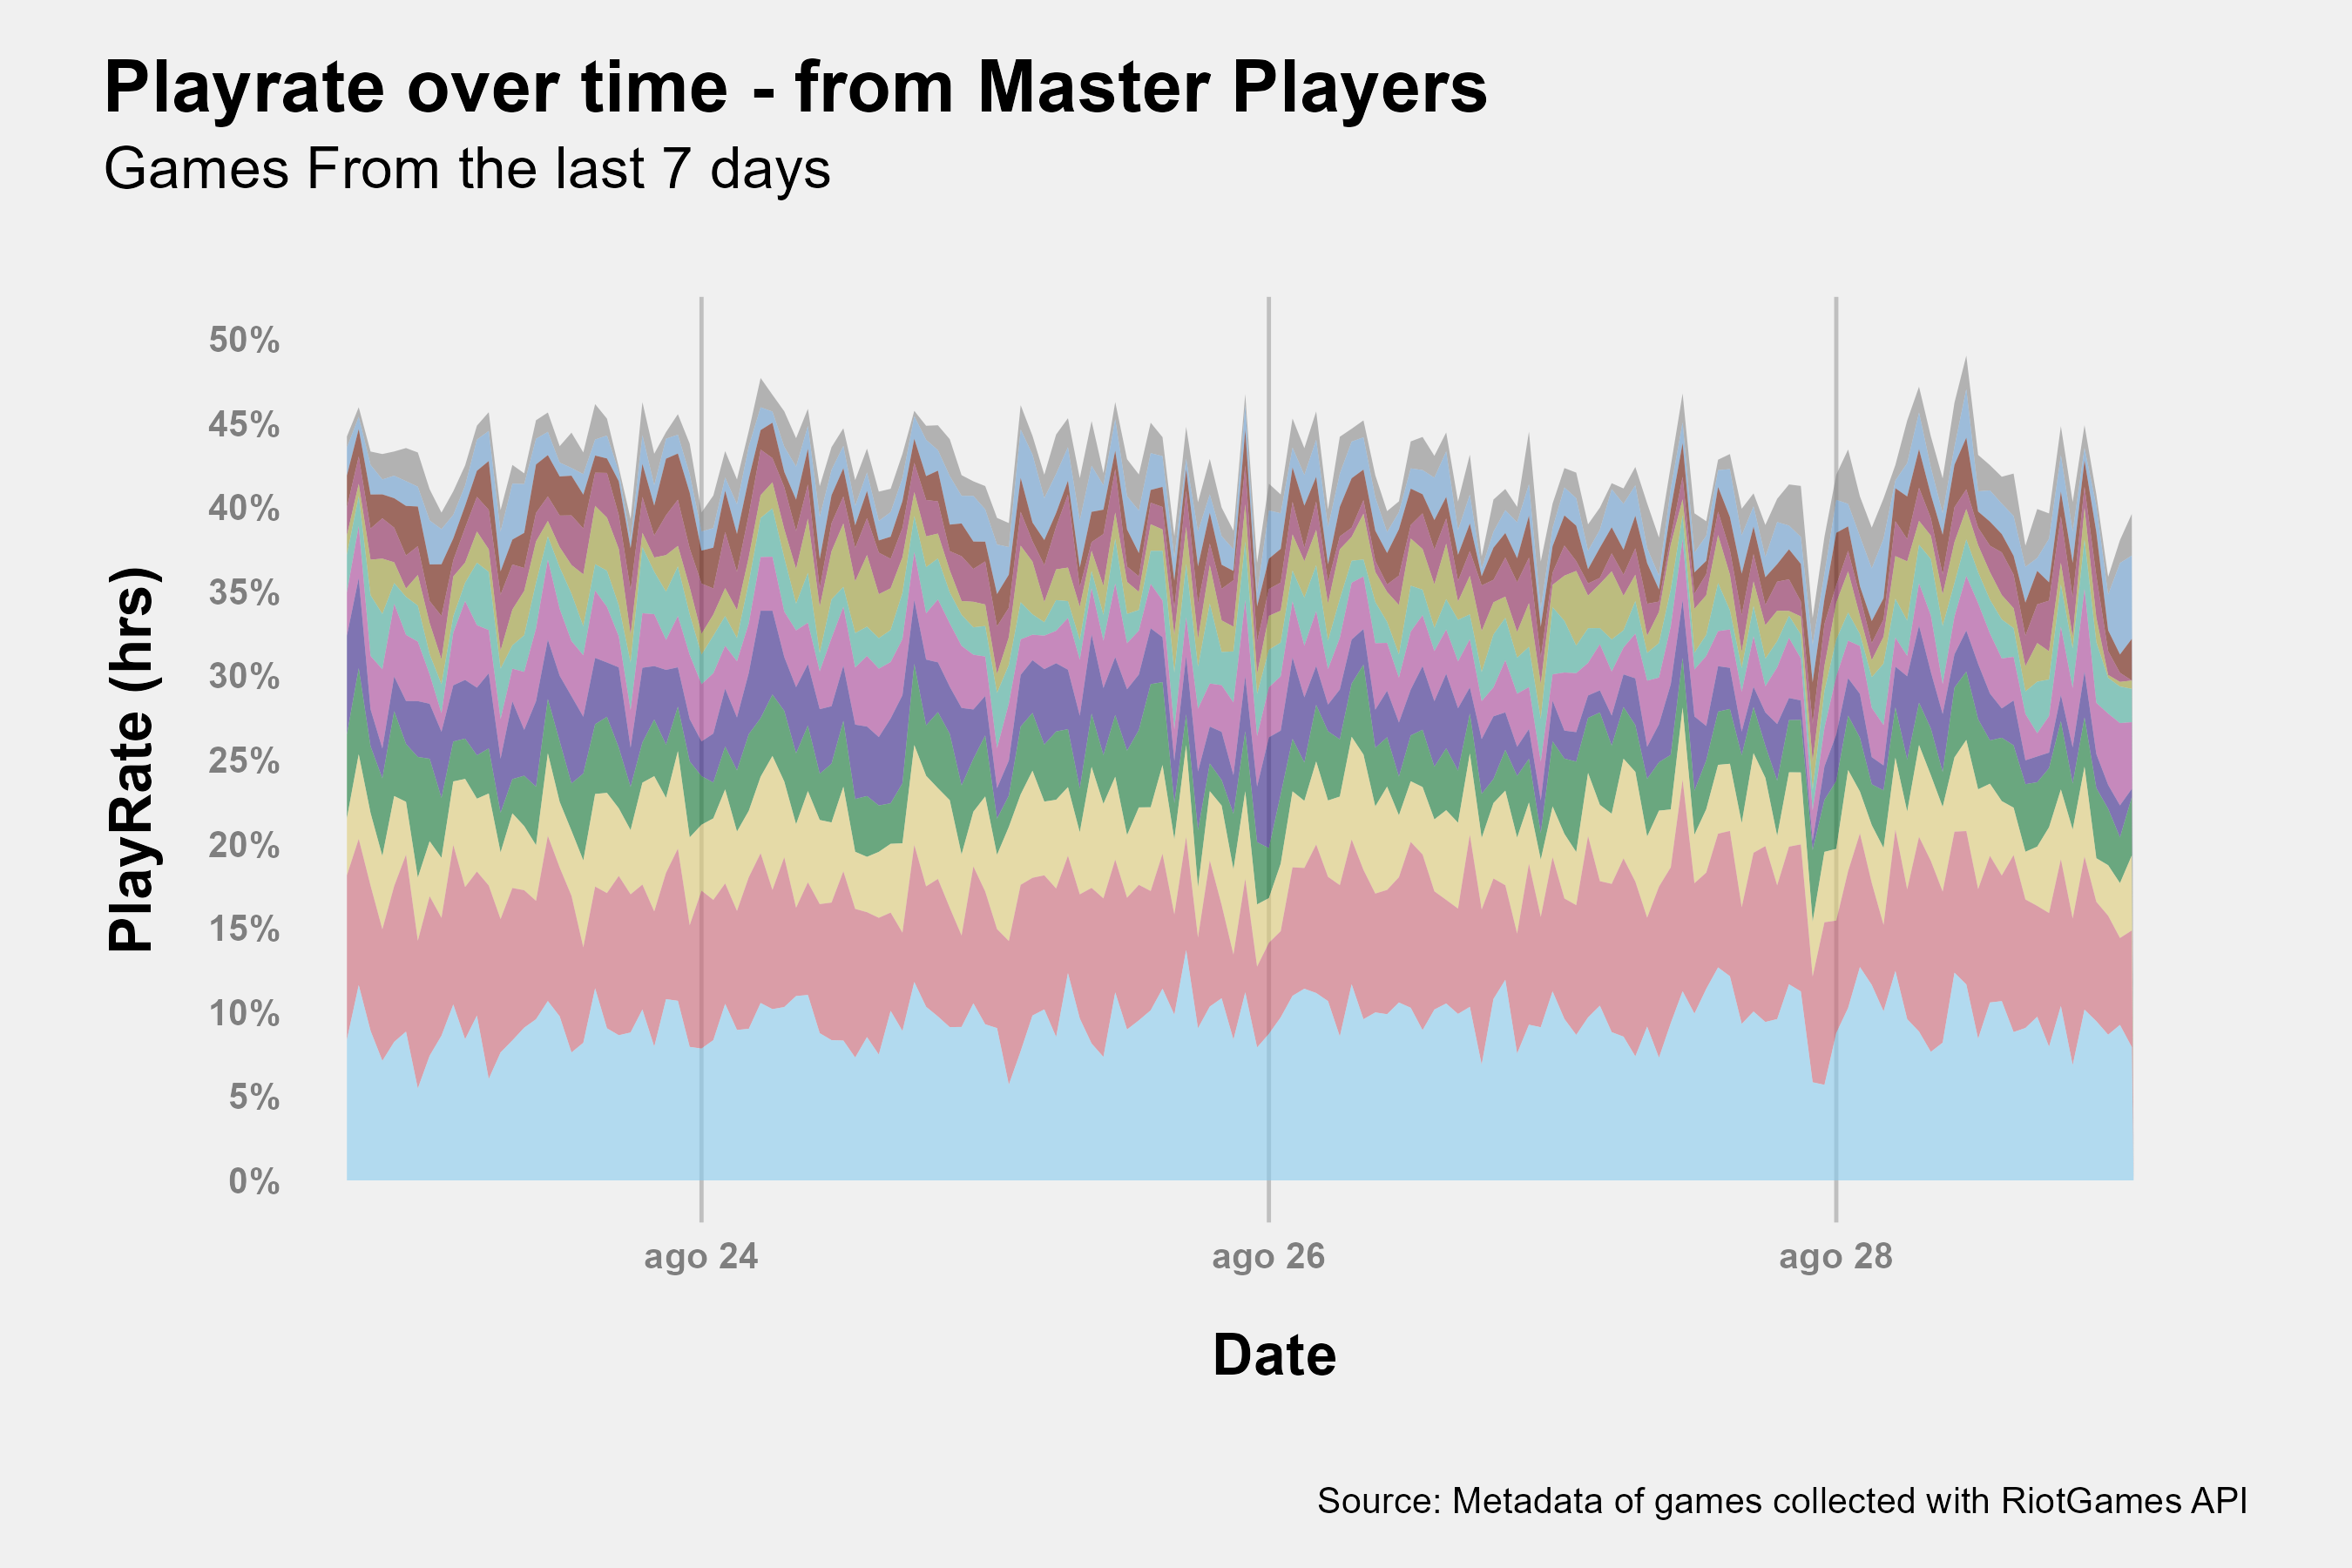 Playrate over time - from Master Players
Games From the last 7 days
PlayRate (hrs)
50%
45%
40%
35%
30%
25%
20%
15%
10%
5%
0%
ago 24
ago 26
ago 28
Date
Source: Metadata of games collected with RiotGames API